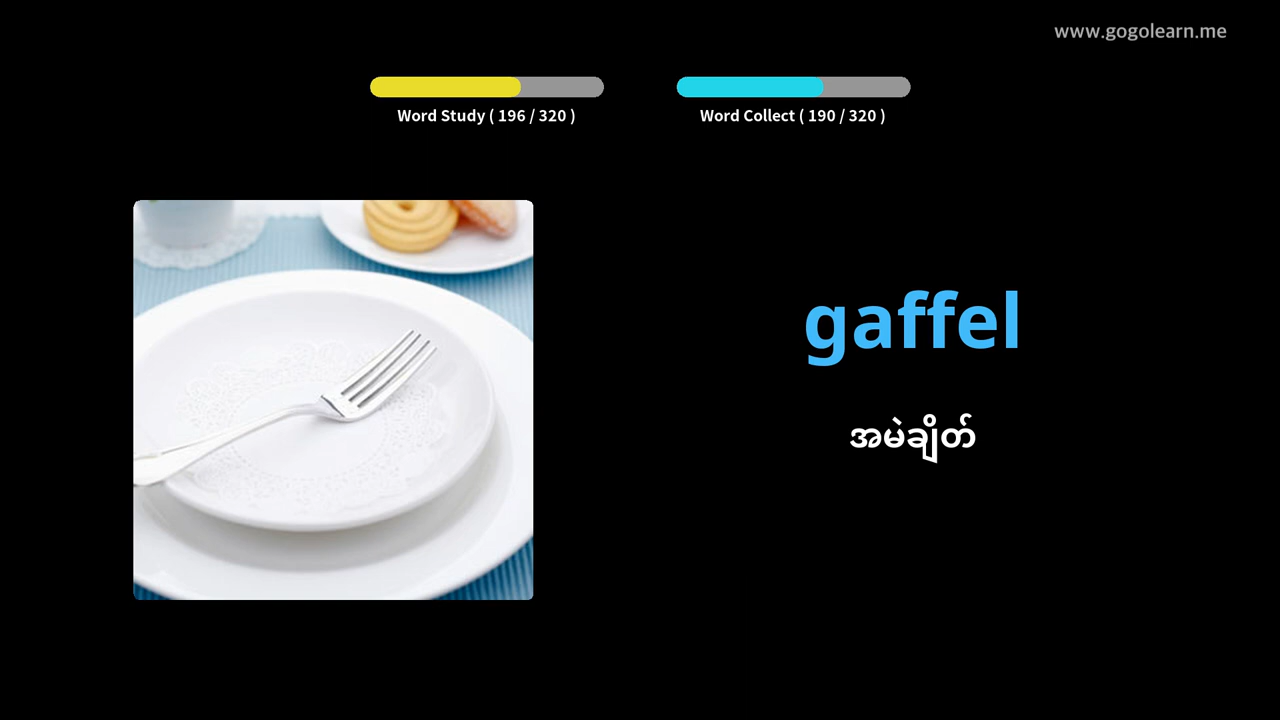 www.gogolearn.me
Word Study ( 196 / 320 )
Word Collect ( 190 / 320 )
gaffel
အမဲချိတ်